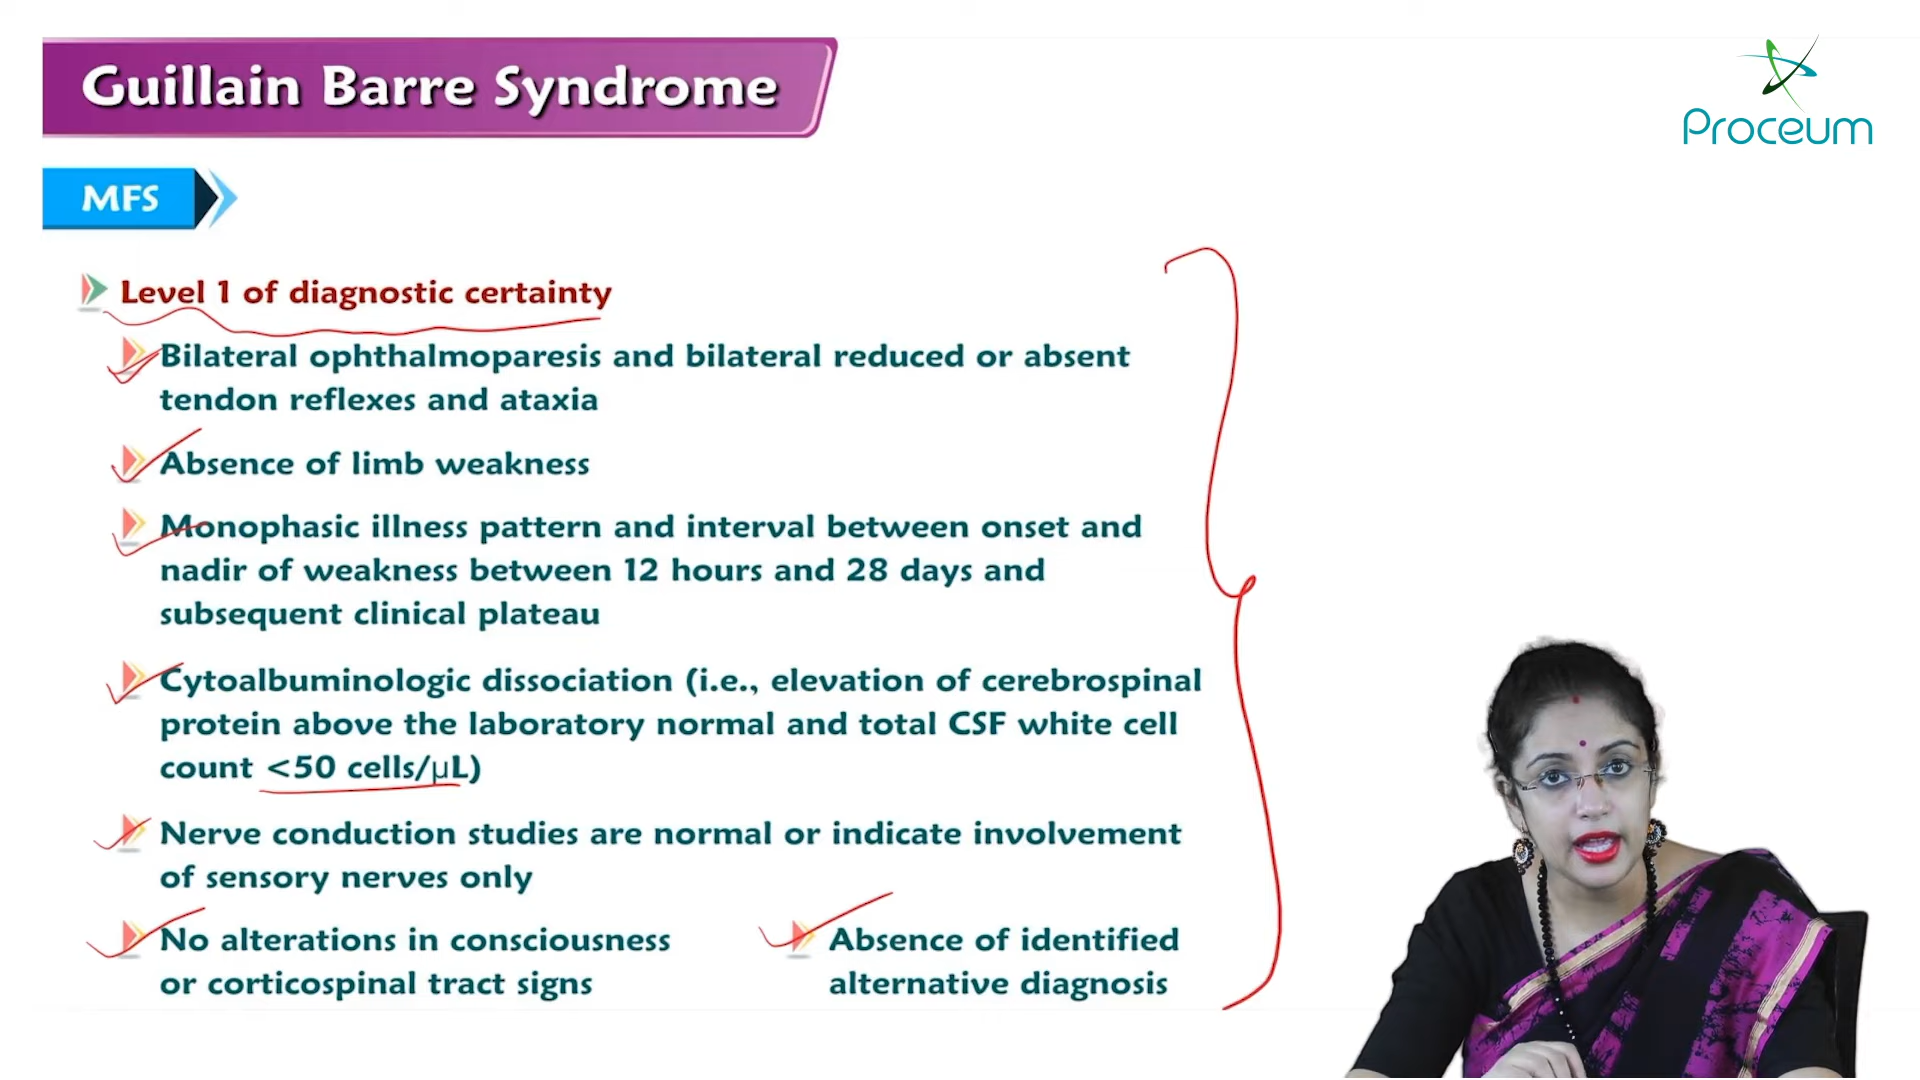 Guillain Barre Syndrome
Proceum
MFS
Level 1 of diagnostic certainty
Bilateral ophthalmoparesis and bilateral reduced or absent
tendon reflexes and ataxia
Absence of limb weakness
Monophasic illness pattern and interval between onset and
nadir of weakness between 12 hours and 28 days and
subsequent clinical plateau
Cytoalbuminologic dissociation (i.e., elevation of cerebrospinal
protein above the laboratory normal and total CSF white cell
count <50 cells/μL)
Nerve conduction studies are normal or indicate involvement
of sensory nerves only
No alterations in consciousness
or corticospinal tract signs
Absence of identified
alternative diagnosis